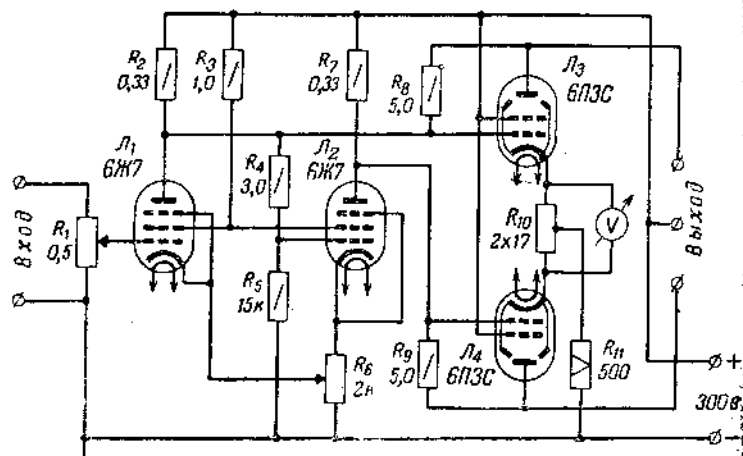 R2
0,33
R3
1,0
R7
0,33
R8
5,0
Л3
6П3С
Л1
6Ж7
R4
3,0
Л2
6Ж7
Вход
R1
0,5
R10
2х17
V
Выход
R5
15к
R6
2к
R9
5,0
Л4
6П3С
R11
500
+
300в
-